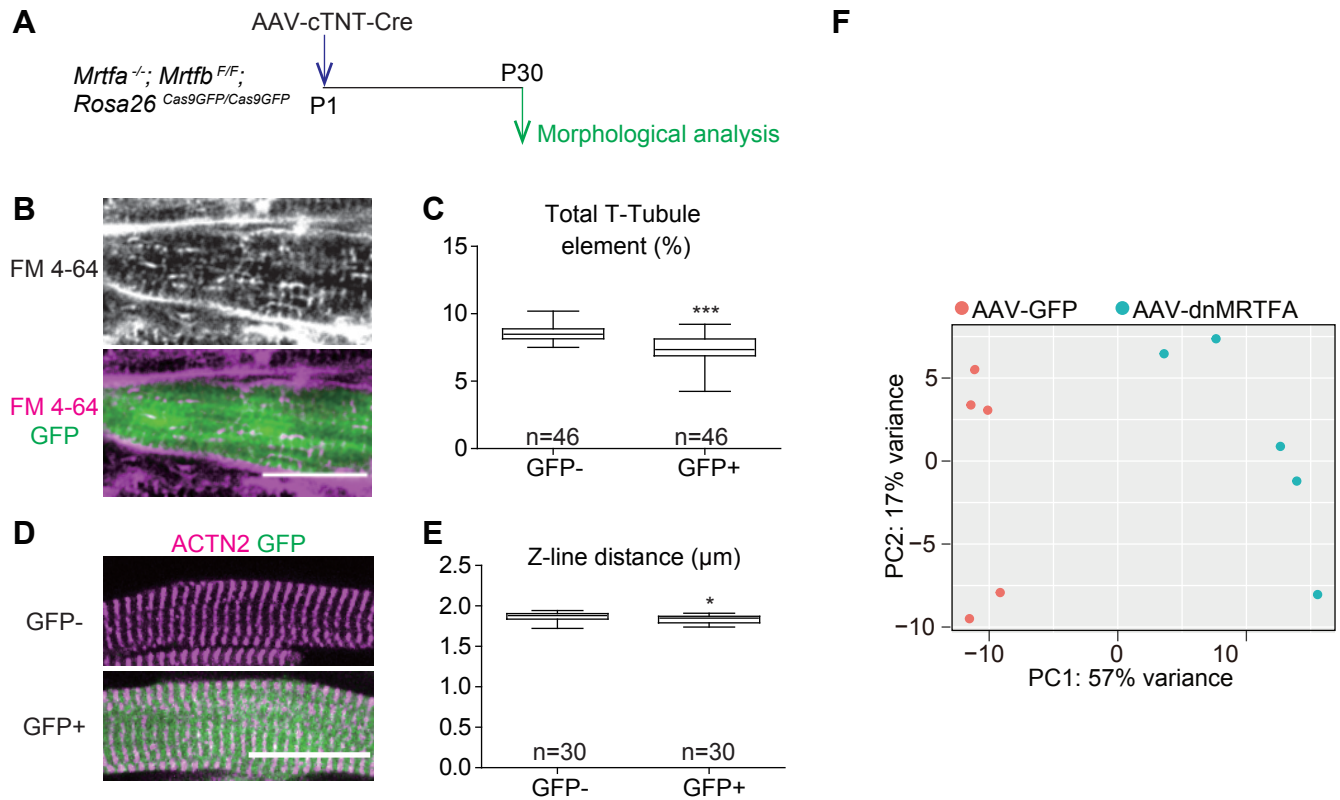 A
AAV-cTNT-Cre
Mrtfa -/-; Mrtfb F/F;
Rosa26 Cas9GFP/Cas9GFP
P1
P30
Morphological analysis
B
FM 4-64
FM 4-64
GFP
C
Total T-Tubule
element (%)
15
10
5
0
***
n=46
n=46
GFP-
GFP+
D
ACTN2 GFP
GFP-
GFP+
E
Z-line distance (µm)
2.5
2.0
1.5
1.0
0.5
0.0
*
n=30
n=30
GFP-
GFP+
F
AAV-GFP
AAV-dnMRTFA
PC2: 17% variance
5
0
−5
−10
−10
0
10
PC1: 57% variance